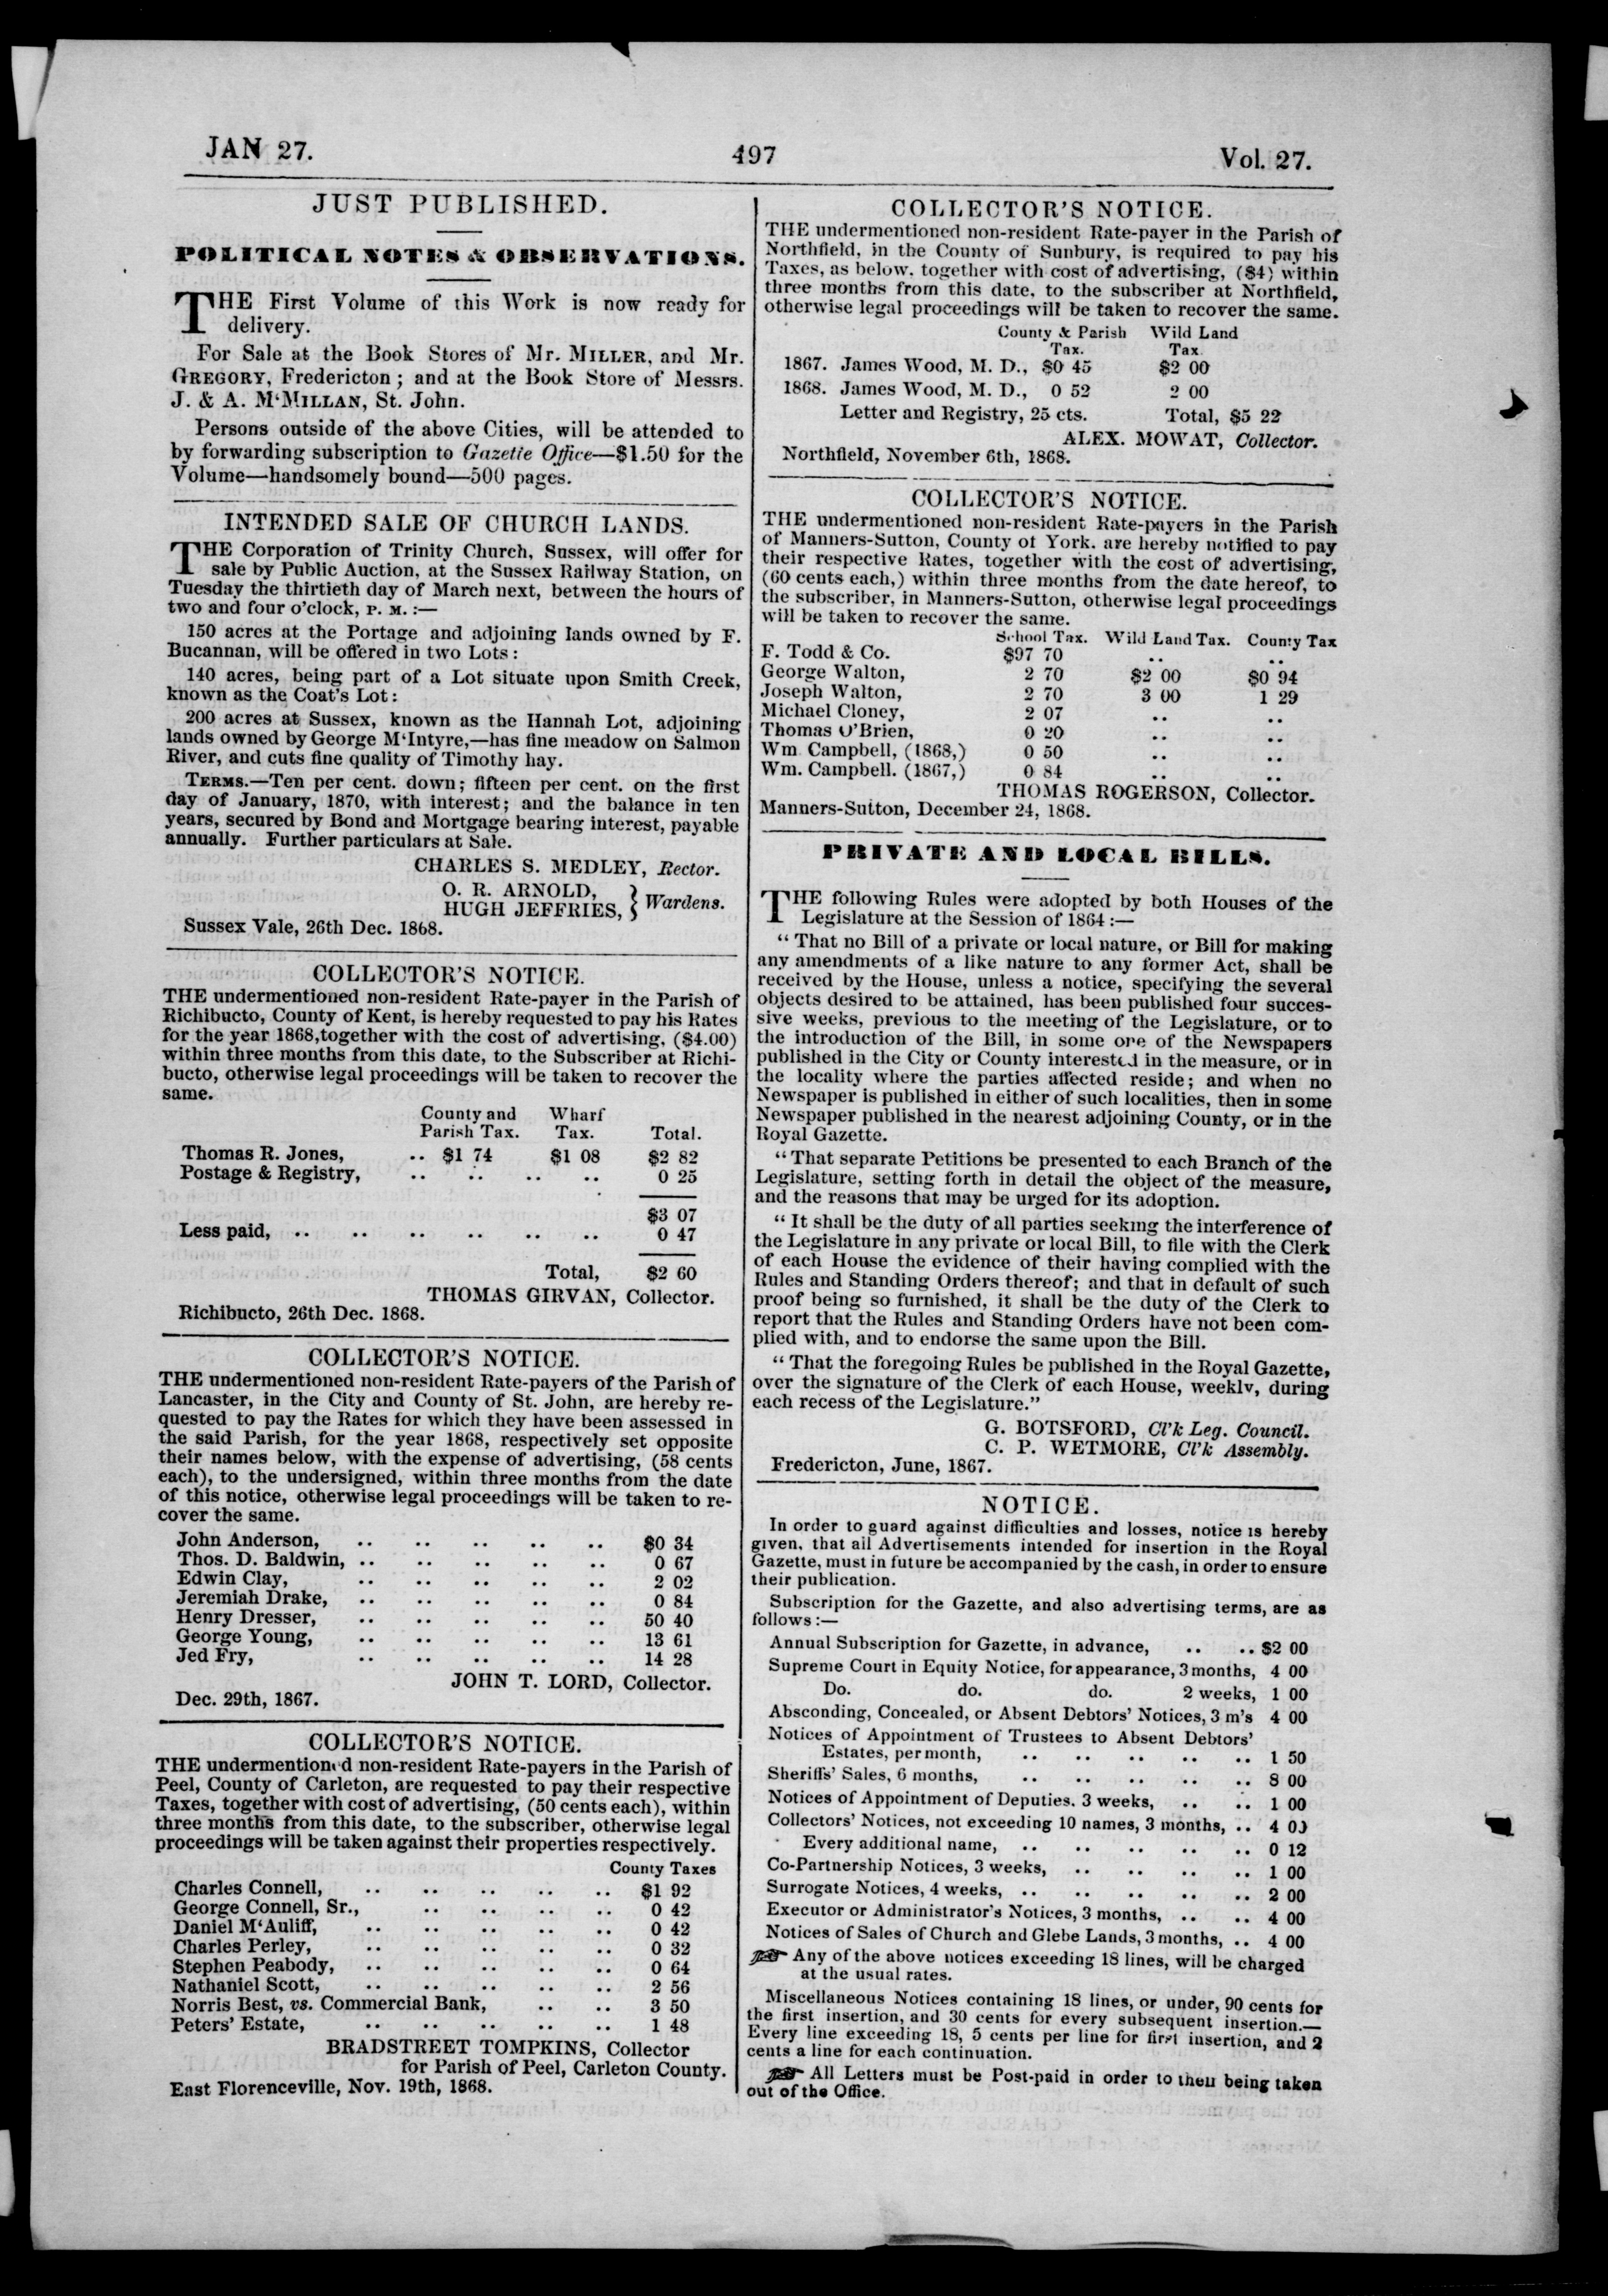 JAN 27.
497
Vol. 27.
JUST PUBLISHED.
POLITICAL NOTES & OBSERVATIONS.
THE First Volume of this Work is now ready for
delivery.
For Sale at the Book Stores of Mr. MILLER, and Mr.
GREGORY, Fredericton; and at the Book Store of Messrs.
J. & A. M'MILLAN, St. John.
Persons outside of the above Cities, will be attended to
by forwarding subscription to Gazette Office—$1.50 for the
Volume—handsomely bound—500 pages.
INTENDED SALE OF CHURCH LANDS.
THE Corporation of Trinity Church, Sussex, will offer for
sale by Public Auction, at the Sussex Railway Station, on
Tuesday the thirtieth day of March next, between the hours of
two and four o'clock, P. M. :—
150 acres at the Portage and adjoining lands owned by F.
Bucannan, will be offered in two Lots :
140 acres, being part of a Lot situate upon Smith Creek,
known as the Coat's Lot :
200 acres at Sussex, known as the Hannah Lot, adjoining
lands owned by George M'Intyre,—has fine meadow on Salmon
River, and cuts fine quality of Timothy hay.
TERMS.—Ten per cent. down; fifteen per cent. on the first
day of January, 1870, with interest; and the balance in ten
years, secured by Bond and Mortgage bearing interest, payable
annually. Further particulars at Sale.
CHARLES S. MEDLEY, Rector.
O. R. ARNOLD,
HUGH JEFFRIES, } Wardens.
Sussex Vale, 26th Dec. 1868.
COLLECTOR'S NOTICE.
THE undermentioned non-resident Rate-payer in the Parish of
Richibucto, County of Kent, is hereby requested to pay his Rates
for the year 1868,together with the cost of advertising, ($4.00)
within three months from this date, to the Subscriber at Richi-
bucto, otherwise legal proceedings will be taken to recover the
same.
County and Wharf
Parish Tax. Tax. Total.
Thomas R. Jones, .. $1 74 $1 08 $2 82
Postage & Registry, .. .. .. .. 0 25
$3 07
Less paid, .. .. .. .. .. .. 0 47
Total, $2 60
THOMAS GIRVAN, Collector.
Richibucto, 26th Dec. 1868.
COLLECTOR'S NOTICE.
THE undermentioned non-resident Rate-payers of the Parish of
Lancaster, in the City and County of St. John, are hereby re-
quested to pay the Rates for which they have been assessed in
the said Parish, for the year 1868, respectively set opposite
their names below, with the expense of advertising, (58 cents
each), to the undersigned, within three months from the date
of this notice, otherwise legal proceedings will be taken to re-
cover the same.
John Anderson, .. .. .. .. .. $0 34
Thos. D. Baldwin, .. .. .. .. .. 0 67
Edwin Clay, .. .. .. .. .. 2 02
Jeremiah Drake, .. .. .. .. .. 0 84
Henry Dresser, .. .. .. .. .. 50 40
George Young, .. .. .. .. .. 13 61
Jed Fry, .. .. .. .. .. 14 28
JOHN T. LORD, Collector.
Dec. 29th, 1867.
COLLECTOR'S NOTICE.
THE undermentioned non-resident Rate-payers in the Parish of
Peel, County of Carleton, are requested to pay their respective
Taxes, together with cost of advertising, (50 cents each), within
three months from this date, to the subscriber, otherwise legal
proceedings will be taken against their properties respectively.
County Taxes
Charles Connell, .. .. .. .. .. $1 92
George Connell, Sr., .. .. .. .. 0 42
Daniel M'Auliff, .. .. .. .. .. 0 42
Charles Perley, .. .. .. .. .. 0 32
Stephen Peabody, .. .. .. .. .. 0 64
Nathaniel Scott, .. .. .. .. .. 2 56
Norris Best, vs. Commercial Bank, .. .. 3 50
Peters' Estate, .. .. .. .. .. 1 48
BRADSTREET TOMPKINS, Collector
for Parish of Peel, Carleton County.
East Florenceville, Nov. 19th, 1868.
COLLECTOR'S NOTICE.
THE undermentioned non-resident Rate-payer in the Parish of
Northfield, in the County of Sunbury, is required to pay his
Taxes, as below, together with cost of advertising, ($4) within
three months from this date, to the subscriber at Northfield,
otherwise legal proceedings will be taken to recover the same.
County & Parish Wild Land
Tax. Tax.
1867. James Wood, M. D., $0 45 $2 00
1868. James Wood, M. D., 0 52 2 00
Letter and Registry, 25 cts. Total, $5 22
ALEX. MOWAT, Collector.
Northfield, November 6th, 1868.
COLLECTOR'S NOTICE.
THE undermentioned non-resident Rate-payers in the Parish
of Manners-Sutton, County of York. are hereby notified to pay
their respective Rates, together with the cost of advertising,
(60 cents each,) within three months from the date hereof, to
the subscriber, in Manners-Sutton, otherwise legal proceedings
will be taken to recover the same.
School Tax. Wild Land Tax. County Tax
F. Todd & Co. $97 70 .. ..
George Walton, 2 70 $2 00 $0 94
Joseph Walton, 2 70 3 00 1 29
Michael Cloney, 2 07 .. ..
Thomas O'Brien, 0 20 .. ..
Wm Campbell, (1868,) 0 50 .. ..
Wm. Campbell. (1867,) 0 84 .. ..
THOMAS ROGERSON, Collector.
Manners-Sutton, December 24, 1868.
PRIVATE AND LOCAL BILLS.
THE following Rules were adopted by both Houses of the
Legislature at the Session of 1864 :—
" That no Bill of a private or local nature, or Bill for making
any amendments of a like nature to any former Act, shall be
received by the House, unless a notice, specifying the several
objects desired to be attained, has been published four succes-
sive weeks, previous to the meeting of the Legislature, or to
the introduction of the Bill, in some one of the Newspapers
published in the City or County interested in the measure, or in
the locality where the parties affected reside; and when no
Newspaper is published in either of such localities, then in some
Newspaper published in the nearest adjoining County, or in the
Royal Gazette.
" That separate Petitions be presented to each Branch of the
Legislature, setting forth in detail the object of the measure,
and the reasons that may be urged for its adoption.
" It shall be the duty of all parties seeking the interference of
the Legislature in any private or local Bill, to file with the Clerk
of each House the evidence of their having complied with the
Rules and Standing Orders thereof; and that in default of such
proof being so furnished, it shall be the duty of the Clerk to
report that the Rules and Standing Orders have not been com-
plied with, and to endorse the same upon the Bill.
" That the foregoing Rules be published in the Royal Gazette,
over the signature of the Clerk of each House, weekly, during
each recess of the Legislature."
G. BOTSFORD, Cl'k Leg. Council.
C. P. WETMORE, Cl'k Assembly.
Fredericton, June, 1867.
NOTICE.
In order to guard against difficulties and losses, notice is hereby
given, that all Advertisements intended for insertion in the Royal
Gazette, must in future be accompanied by the cash, in order to ensure
their publication.
Subscription for the Gazette, and also advertising terms, are as
follows :—
Annual Subscription for Gazette, in advance, .. .. $2 00
Supreme Court in Equity Notice, for appearance, 3 months, 4 00
Do. do. do. 2 weeks, 1 00
Absconding, Concealed, or Absent Debtors' Notices, 3 m's 4 00
Notices of Appointment of Trustees to Absent Debtors'
Estates, per month, .. .. .. .. .. 1 50
Sheriffs' Sales, 6 months, .. .. .. .. .. 8 00
Notices of Appointment of Deputies. 3 weeks, .. .. 1 00
Collectors' Notices, not exceeding 10 names, 3 months, .. 4 00
Every additional name, .. .. .. .. .. 0 12
Co-Partnership Notices, 3 weeks, .. .. .. .. 1 00
Surrogate Notices, 4 weeks, .. .. .. .. .. 2 00
Executor or Administrator's Notices, 3 months, .. .. 4 00
Notices of Sales of Church and Glebe Lands, 3 months, .. 4 00
☞ Any of the above notices exceeding 18 lines, will be charged
at the usual rates.
Miscellaneous Notices containing 18 lines, or under, 90 cents for
the first insertion, and 30 cents for every subsequent insertion.—
Every line exceeding 18, 5 cents per line for first insertion, and 2
cents a line for each continuation.
☞ All Letters must be Post-paid in order to their being taken
out of the Office.